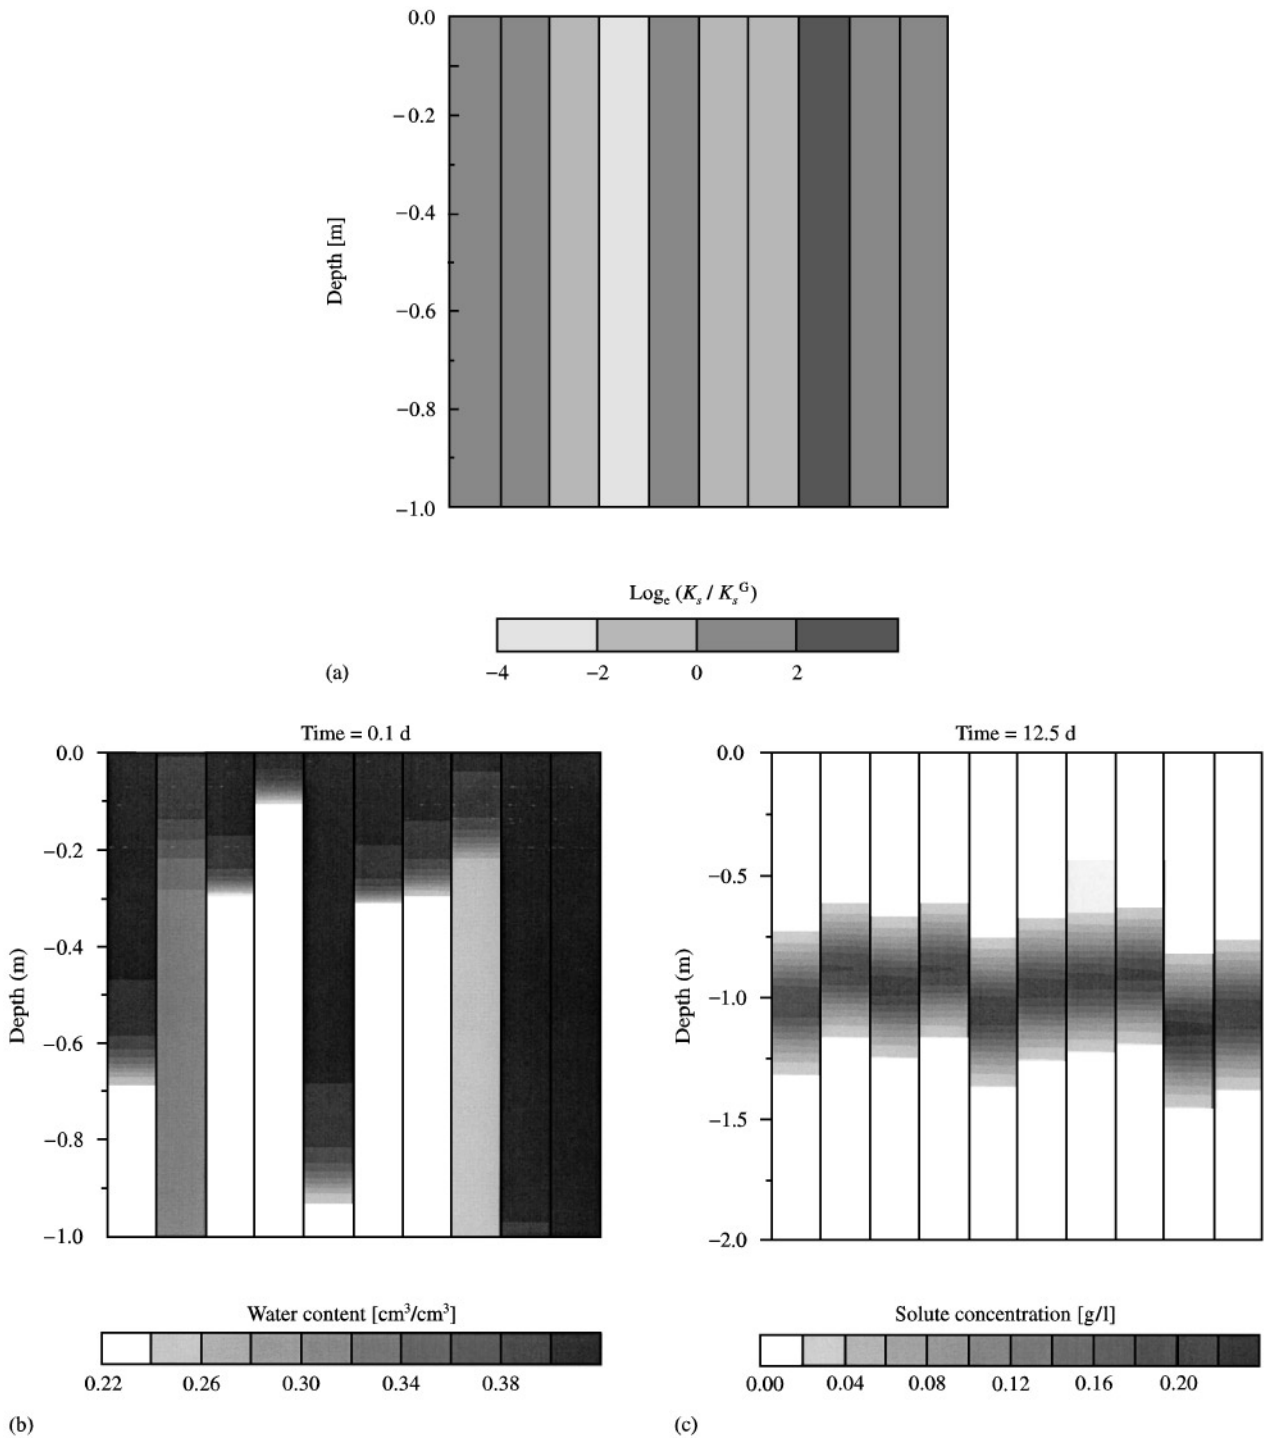 0.0
−0.2
−0.4
−0.6
−0.8
−1.0
Depth [m]
Logₑ (Kₛ / Kₛᴳ)
−4 −2 0 2
(a)
Time = 0.1 d
0.0
−0.2
−0.4
−0.6
−0.8
−1.0
Depth (m)
Water content [cm³/cm³]
0.22 0.26 0.30 0.34 0.38
(b)
Time = 12.5 d
0.0
−0.5
−1.0
−1.5
−2.0
Depth (m)
Solute concentration [g/l]
0.00 0.04 0.08 0.12 0.16 0.20
(c)